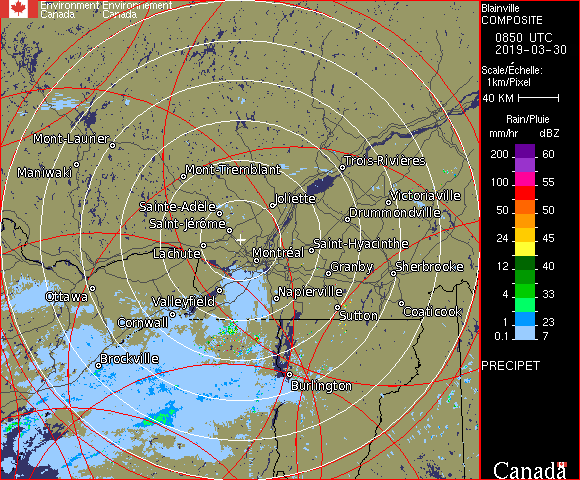 Environment Environnement
Canada Canada
Blainville
COMPOSITE
0850 UTC
2019-03-30
Scale/Échelle:
1km/Pixel
40 KM
Rain/Pluie
mm/hr dBZ
200 60
100 55
50 50
24 45
12 40
4 33
1 23
0.1 7
PRECIPET
Mont-Laurier
Maniwaki
Mont-Tremblant
Trois-Rivières
Joliette
Victoriaville
Sainte-Adèle
Drummondville
Saint-Jérôme
Lachute
Montréal
Saint-Hyacinthe
Granby
Sherbrooke
Ottawa
Valleyfield
Napierville
Cornwall
Sutton
Coaticook
Brockville
Burlington
Canada